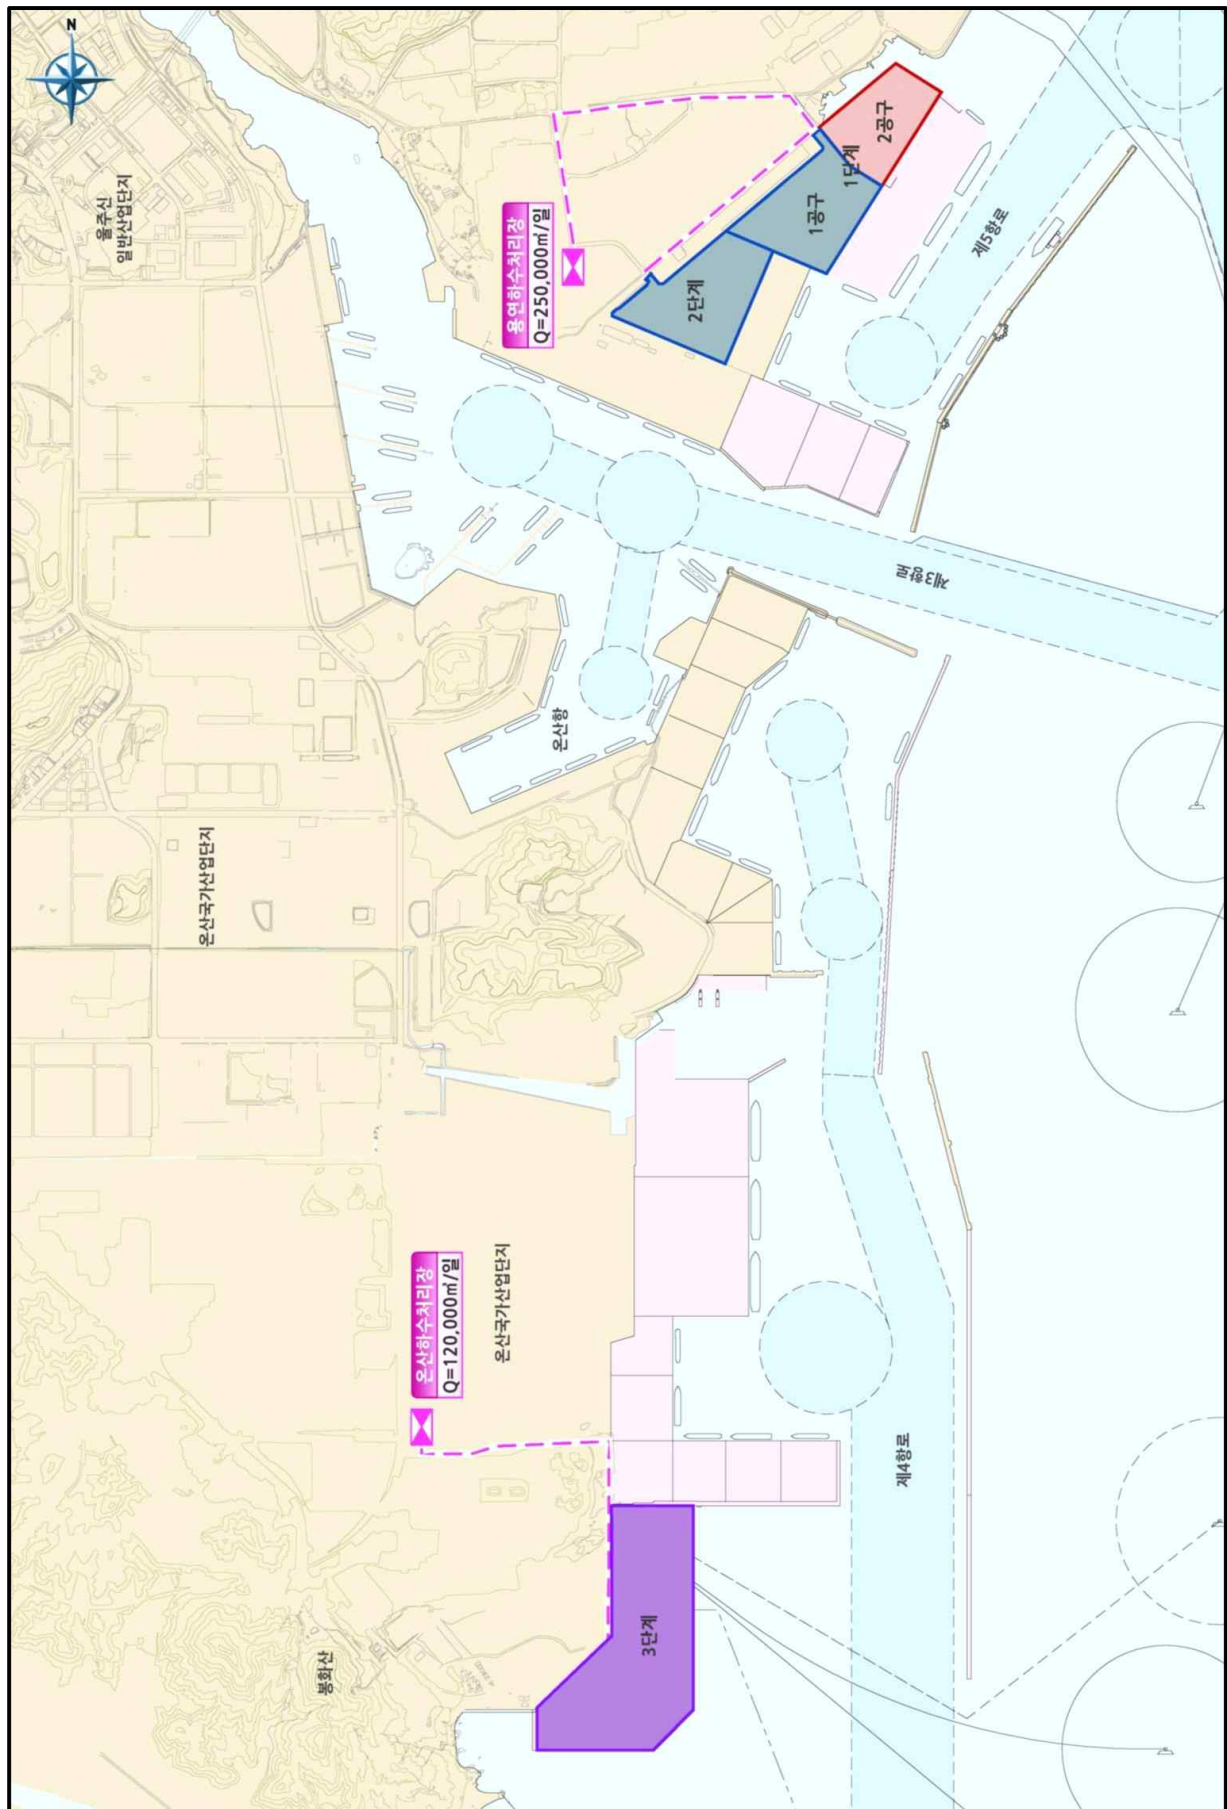 N
울주신
일반산업단지
용연하수처리장
Q=250,000㎥/일
2공구
1단계
1공구
2단계
제5항로
제3항로
온산항
온산국가산업단지
온산하수처리장
Q=120,000㎥/일
온산국가산업단지
제4항로
3단계
봉화산